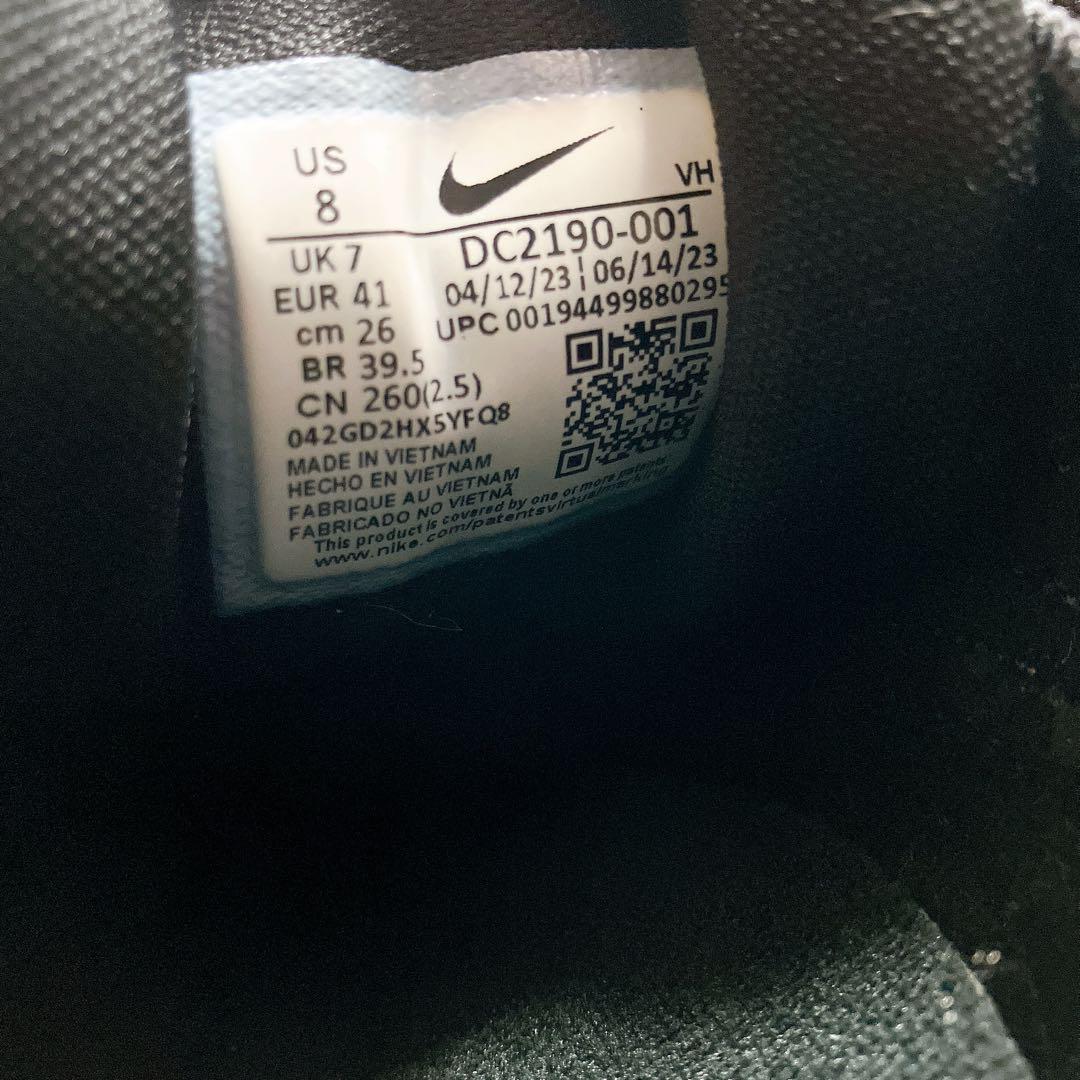 US
8
VH
UK 7
DC2190-001
EUR 41
04/12/23 06/14/23
cm 26
UPC 00194499880295
BR 39.5
CN 260(2.5)
042GD2HX5YFQ8
MADE IN VIETNAM
HECHO EN VIETNAM
FABRIQUE AU VIETNAM
FABRICADO NO VIETNÃ
This product is covered by one or more patents
www.nike.com/patentsvirtualmarking